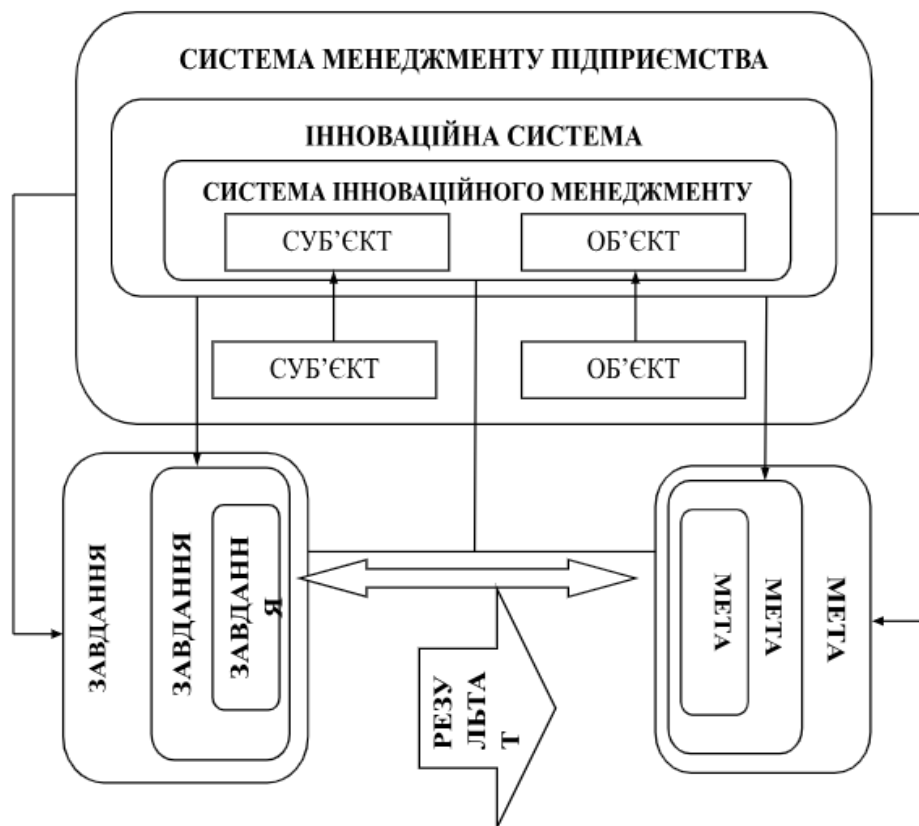 СИСТЕМА МЕНЕДЖМЕНТУ ПІДПРИЄМСТВА
ІННОВАЦІЙНА СИСТЕМА
СИСТЕМА ІННОВАЦІЙНОГО МЕНЕДЖМЕНТУ
СУБ’ЄКТ
ОБ’ЄКТ
СУБ’ЄКТ
ОБ’ЄКТ
ЗАВДАННЯ
ЗАВДАННЯ
ЗАВДАНН
Я
РЕЗУ
ЛЬТА
Т
МЕТА
МЕТА
МЕТА